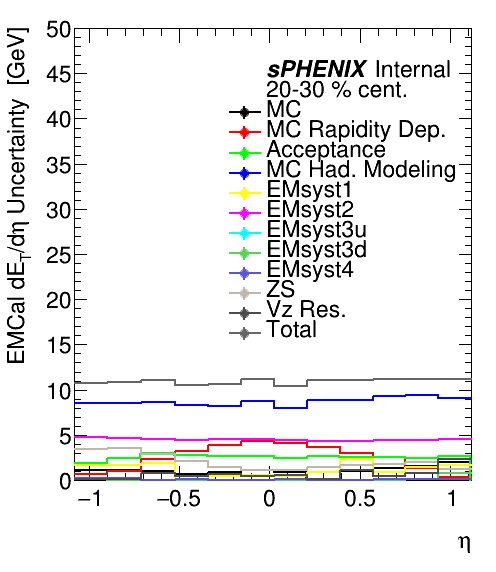 EMCal dE_T/dη Uncertainty [GeV]
50
45
40
35
30
25
20
15
10
5
0
sPHENIX Internal
20-30 % cent.
MC
MC Rapidity Dep.
Acceptance
MC Had. Modeling
EMsyst1
EMsyst2
EMsyst3u
EMsyst3d
EMsyst4
ZS
Vz Res.
Total
−1 −0.5 0 0.5 1
η